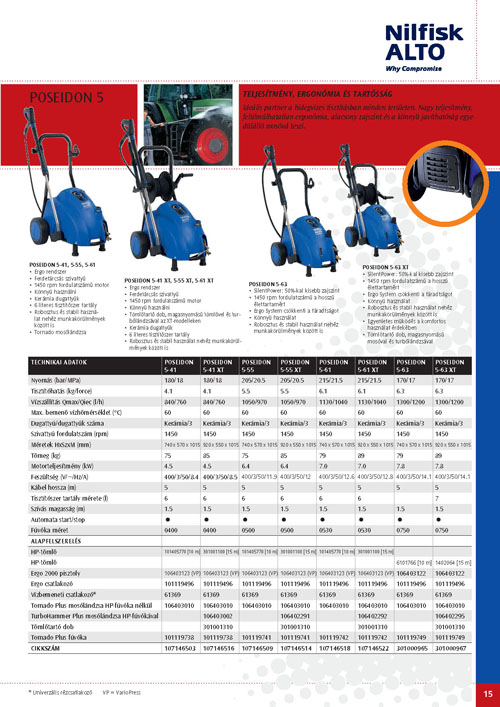 Nilfisk
ALTO
Why Compromise
POSEIDON 5
TELJESÍTMÉNY, ERGONÓMIA ÉS TARTÓSSÁG
Ideális partner a hidegvizes tisztításban minden területen. Nagy teljesítmény,
felülmúlhatatlan ergonómia, alacsony zajszint és a könnyű javíthatóság egye-
dülálló
POSEIDON 5-41, 5-55, 5-61
• Ergo rendszer
• Ferdetárcsás szivattyú
• 1450 rpm fordulatszámú motor
• Könnyű használni
• Kerámia dugattyúk
• 6 literes tisztítószer tartály
• Robosztus és stabil haszná-
lat nehéz munkakörülmények
között is
• Tornado mosólándzsa
POSEIDON 5-41 XT, 5-55 XT, 5-61 XT
• Ergo rendszer
• Ferdetárcsás szivattyú
• 1450 rpm fordulatszámú motor
• Könnyű használni
• Tömlőtartó dob, magasnyomású tömlővel és tur-
bólándzsával az XT-modelleken
• Kerámia dugattyúk
• 6 literes tisztítószer tartály
• Robosztus és stabil használat nehéz munkakörül-
mények között is
POSEIDON 5-63
• SilentPower: 50%-kal kisebb zajszint
• 1450 fordulatszámú a hosszú
élettartamért
• Ergo System csökkenti a fáradtságot
• Könnyű használat
• Robosztus és stabil használat nehéz
munkakörülmények között is
POSEIDON 5-63 XT
• SilentPower: 50%-kal kisebb zajszint
• 1450 fordulatszámú a hosszú
élettartamért
• Ergo System csökkenti a fáradtságot
• Könnyű használat
• Robosztus és stabil használat nehéz
munkakörülmények között is
• Egyenletes működés a komfortos
használat érdekében
• Tömlőtartó dob, magasnyomású
mosóval és turbólándzsával
TECHNIKAI ADATOK POSEIDON 5-41 POSEIDON 5-41 XT POSEIDON 5-55 POSEIDON 5-55 XT POSEIDON 5-61 POSEIDON 5-61 XT POSEIDON 5-63 POSEIDON 5-63 XT
Nyomás (bar/MPa) 180/18 180/18 205/20.5 205/20.5 215/21.5 215/21.5 170/17 170/17
Tisztítóhatás (kg/force) 4.1 4.1 5.5 5.5 6.1 6.1 6.3 6.3
Vízszállítás Qmax/Qiec (l/h) 840/760 840/760 1050/970 1050/970 1130/1040 1130/1040 1300/1200 1300/1200
Max. bemenő vízhőmérséklet (°C) 60 60 60 60 60 60 60 60
Dugattyú/dugattyúk száma Kerámia/3 Kerámia/3 Kerámia/3 Kerámia/3 Kerámia/3 Kerámia/3 Kerámia/3 Kerámia/3
Szivattyú fordulatszám (rpm) 1450 1450 1450 1450 1450 1450 1450 1450
Méretek HxSzxM (mm) 740 x 570 x 1015 920 x 550 x 1015 740 x 570 x 1015 920 x 550 x 1015 740 x 570 x 1015 920 x 550 x 1015 740 x 570 x 1015 920 x 550 x 1015
Tömeg (kg) 75 85 75 85 79 89 79 89
Motorteljesítmény (kW) 4.5 4.5 6.4 6.4 7.0 7.0 7.8 7.8
Feszültség (V/~/Hz/A) 400/3/50/8.4 400/3/50/8.5 400/3/50/11.9 400/3/50/12 400/3/50/12.6 400/3/50/12.8 400/3/50/14.1 400/3/50/14.1
Kábel hossza (m) 5 5 5 5 5 5 5 5
Tisztítószer tartály mérete (l) 6 6 6 6 6 6 7
Szívás magasság (m) 1.5 1.5 1.5 1.5 1.5 1.5 1.5 1.5
Automata start/stop ● ● ● ● ● ● ● ●
Fúvóka méret 0400 0400 0500 0500 0530 0530 0750 0750
ALAPFELSZERELÉS
HP-tömlő 101405778 [10 m] 301001100 [15 m] 101405778 [10 m] 301001100 [15 m] 101405778 [10 m] 301001100 [15 m]
HP-tömlő 6101766 [10 m] 1402064 [15 m]
Ergo 2000 pisztoly 106403123 (VP) 106403123 (VP) 106403123 (VP) 106403123 (VP) 106403123 (VP) 106403123 (VP) 106403122 106403122
Ergo csatlakozó 101119496 101119496 101119496 101119496 101119496 101119496 101119496 101119496
Vízbemeneti csatlakozó* 61369 61369 61369 61369 61369 61369 61369 61369
Tornado Plus mosólándzsa HP-fúvóka nélkül 106403010 106403010 106403010 106403010 106403010 106403010 106403010 106403010
TurboHammer Plus mosólándzsa HP-fúvókával 106403002 106402291 106402292 106402295
Tömlőtartó dob 301001310 301001310 301001310 301001310
Tornado Plus fúvóka 101119738 101119738 101119741 101119741 101119742 101119742 101119749 101119749
CIKKSZÁM 107146503 107146516 107146509 107146514 107146518 107146522 301000965 301000967
* Univerzális rézcsatlakozó VP = VarioPress
15